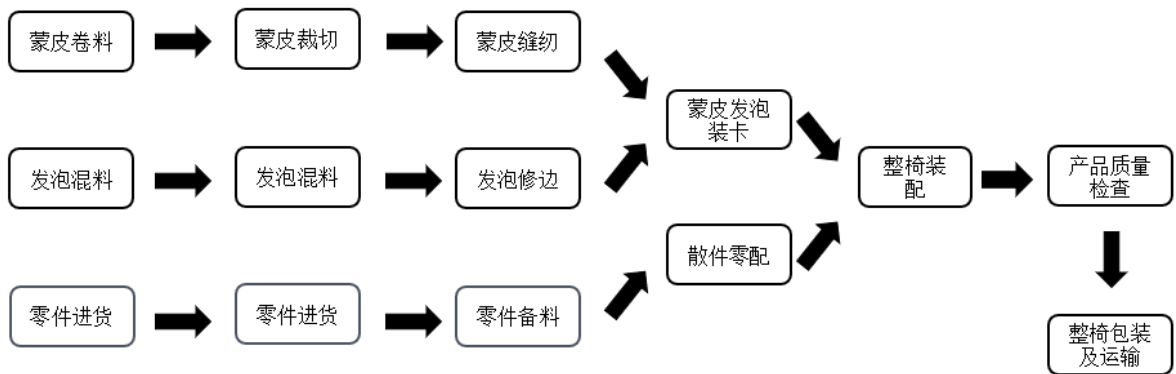 蒙皮卷料
蒙皮裁切
蒙皮缝纫
发泡混料
发泡混料
发泡修边
零件进货
零件进货
零件备料
蒙皮发泡
装卡
散件零配
整椅装
配
产品质量
检查
整椅包装
及运输